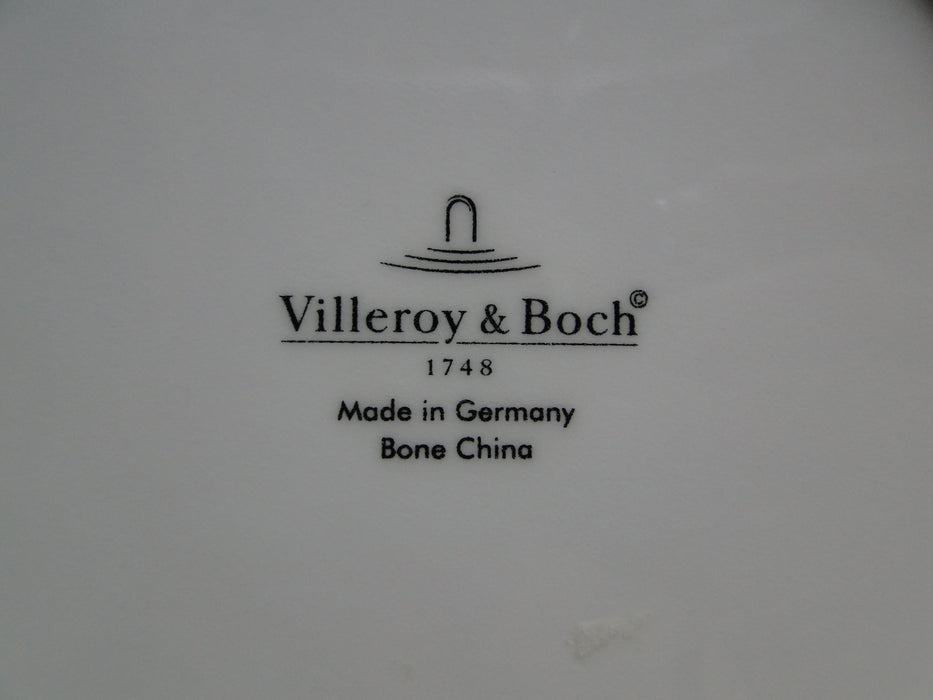 Villeroy & Boch©
1748
Made in Germany
Bone China